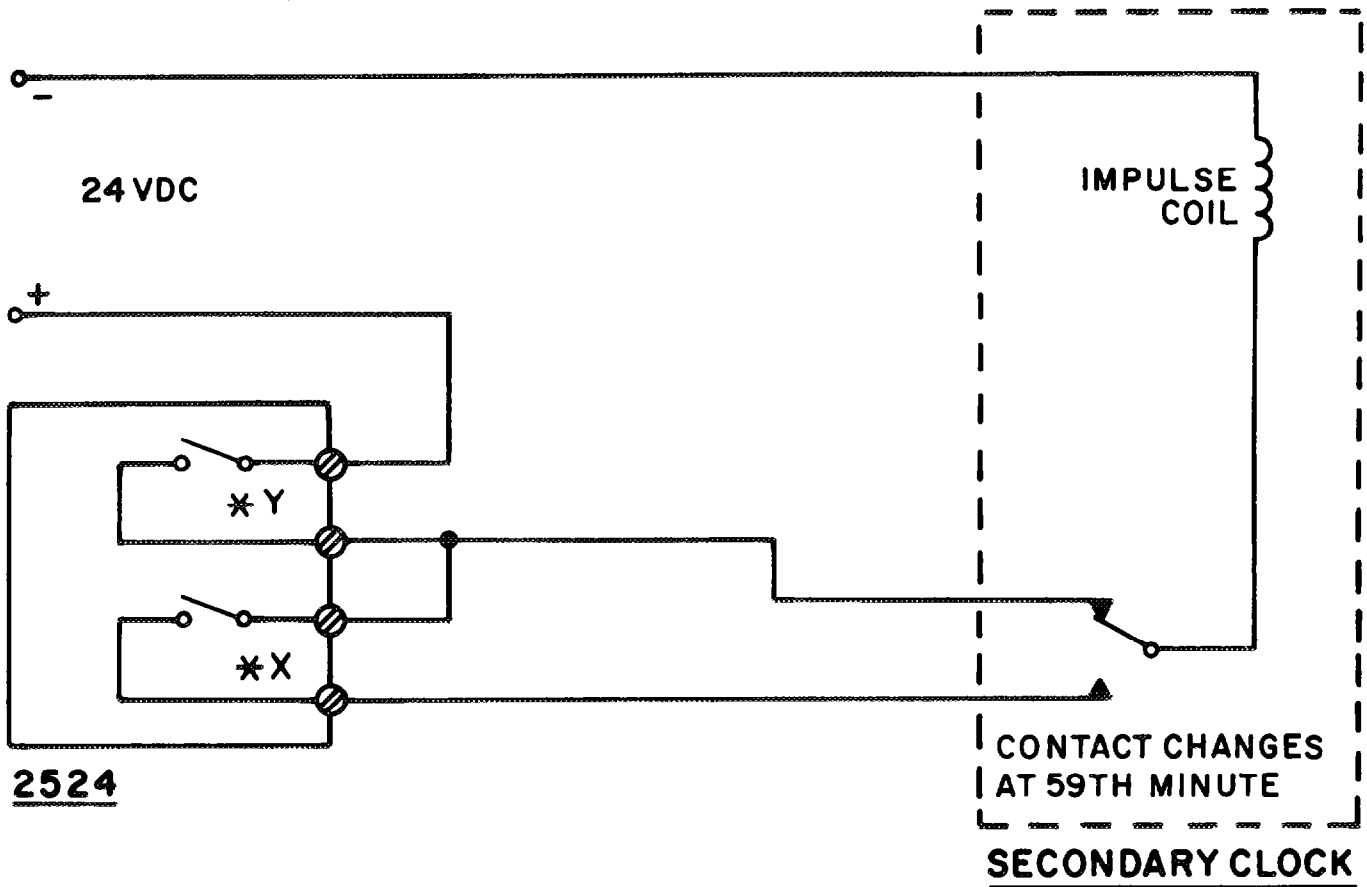 -
24 VDC
+
IMPULSE
COIL
* Y
* X
CONTACT CHANGES
AT 59TH MINUTE
2524
SECONDARY CLOCK